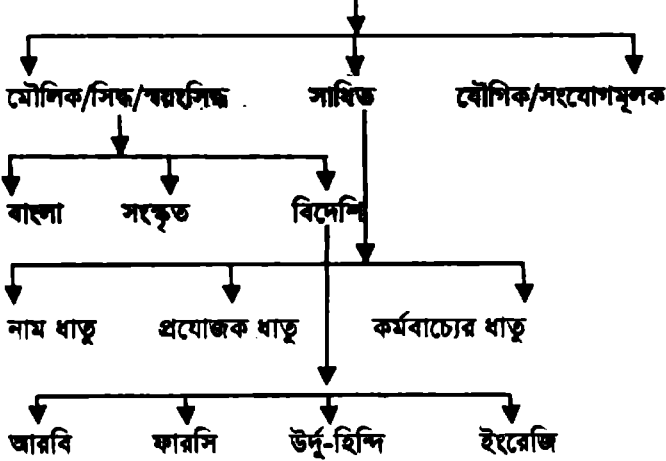 মৌলিক/সিদ্ধ/স্বয়ংসিদ্ধ সাধিত যৌগিক/সংযোগমূলক
বাংলা সংস্কৃত বিদেশি
নাম ধাতু প্রযোজক ধাতু কর্মবাচ্যের ধাতু
আরবি ফারসি উর্দু-হিন্দি ইংরেজি